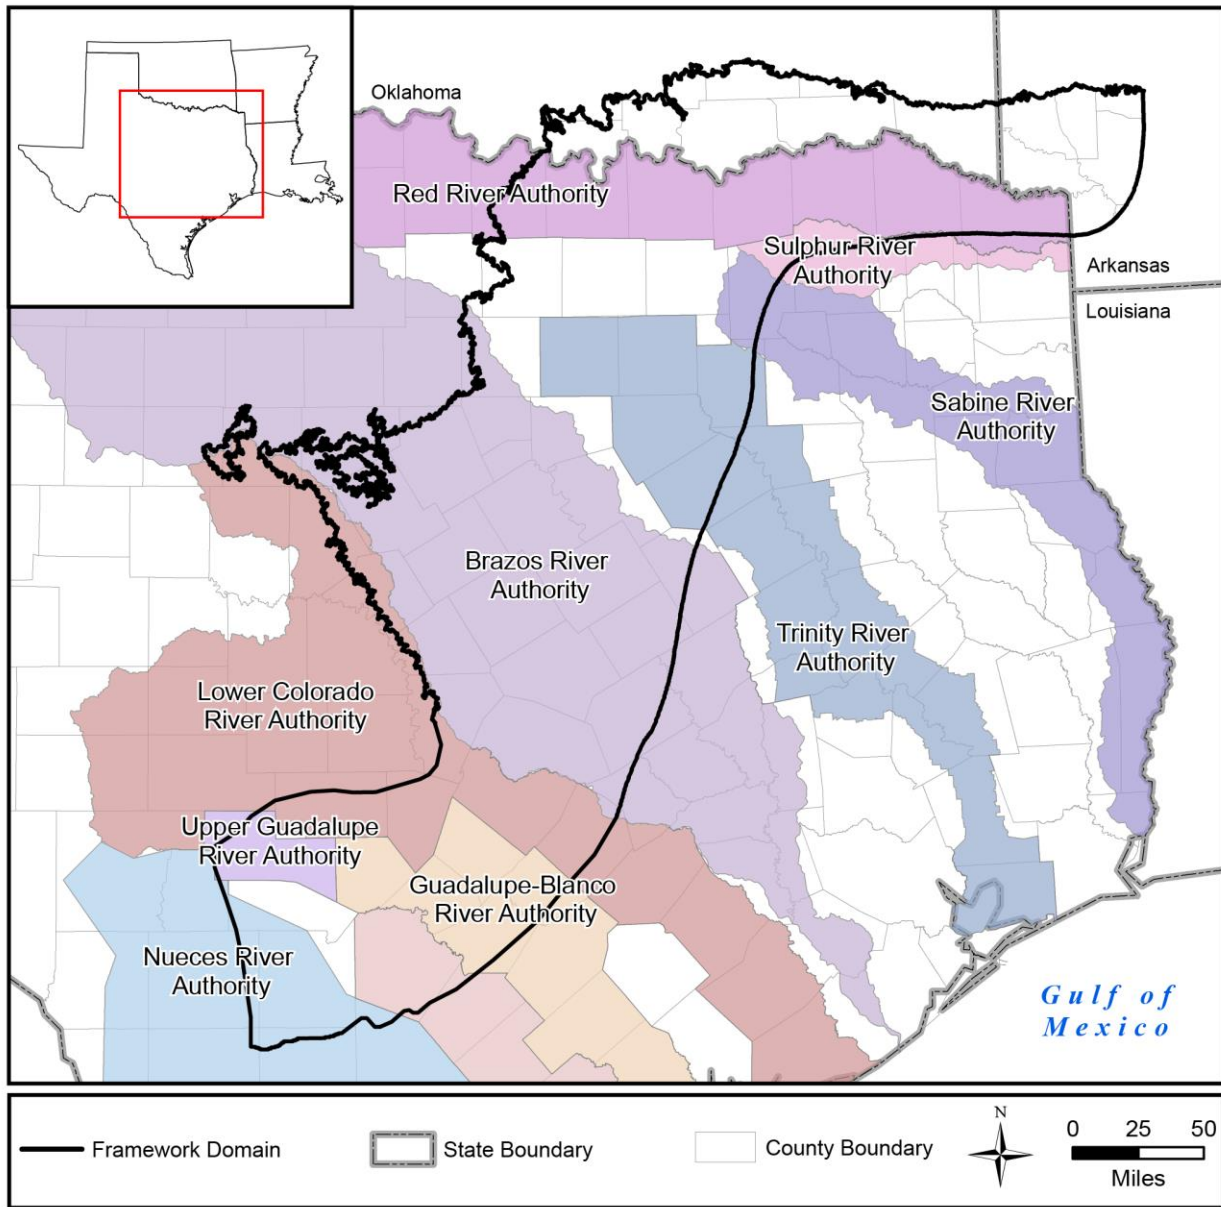 Oklahoma
Red River Authority
Sulphur River
Authority
Arkansas
Louisiana
Sabine River
Authority
Brazos River
Authority
Trinity River
Authority
Lower Colorado
River Authority
Upper Guadalupe
River Authority
Guadalupe-Blanco
River Authority
Nueces River
Authority
Gulf of
Mexico
Framework Domain
State Boundary
County Boundary
N
0 25 50
Miles